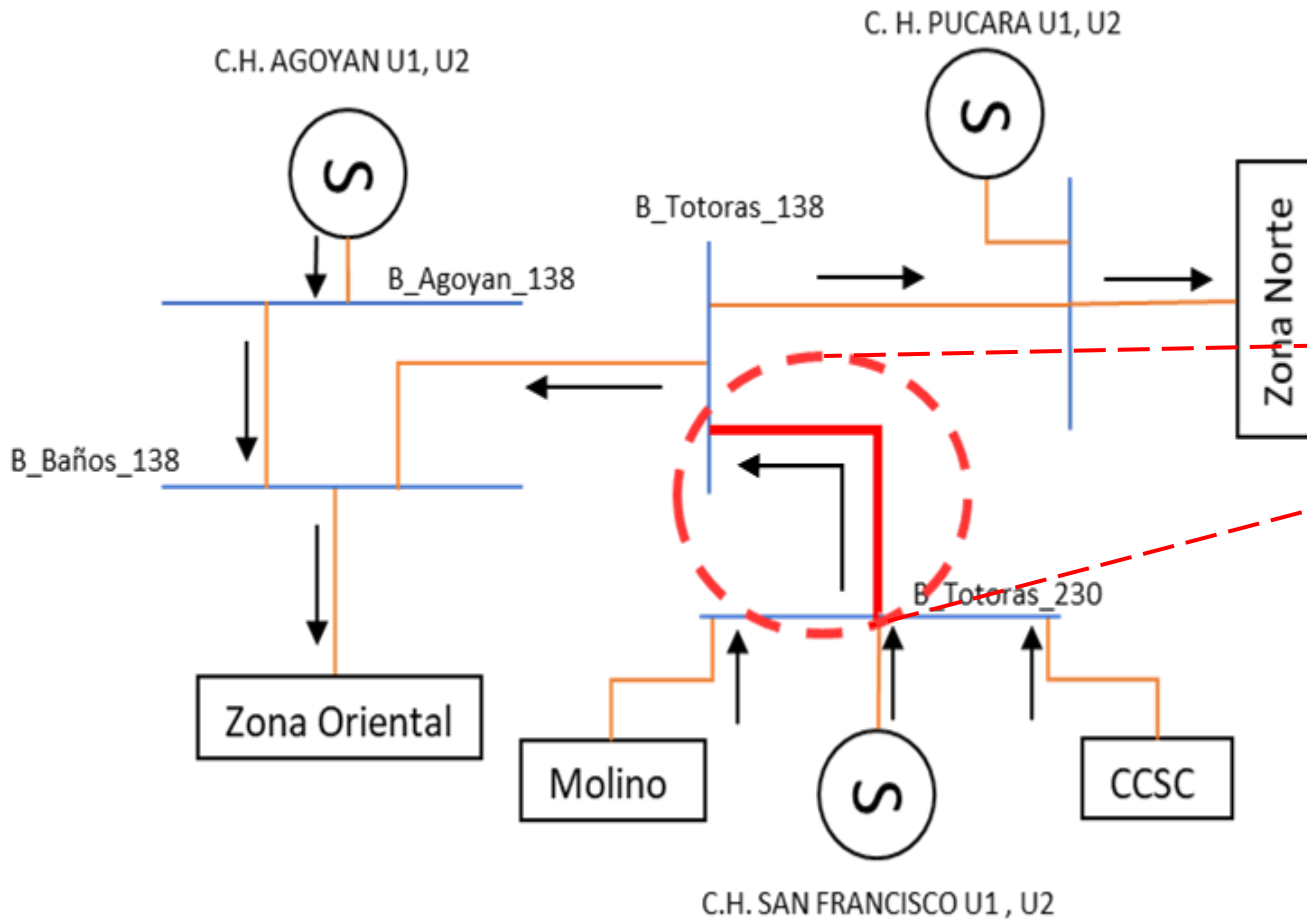 C.H. AGOYAN U1, U2
C. H. PUCARA U1, U2
S
S
B_Totoras_138
Zona Norte
B_Agoyan_138
B_Baños_138
B_Totoras_230
Zona Oriental
Molino
S
CCSC
C.H. SAN FRANCISCO U1 , U2